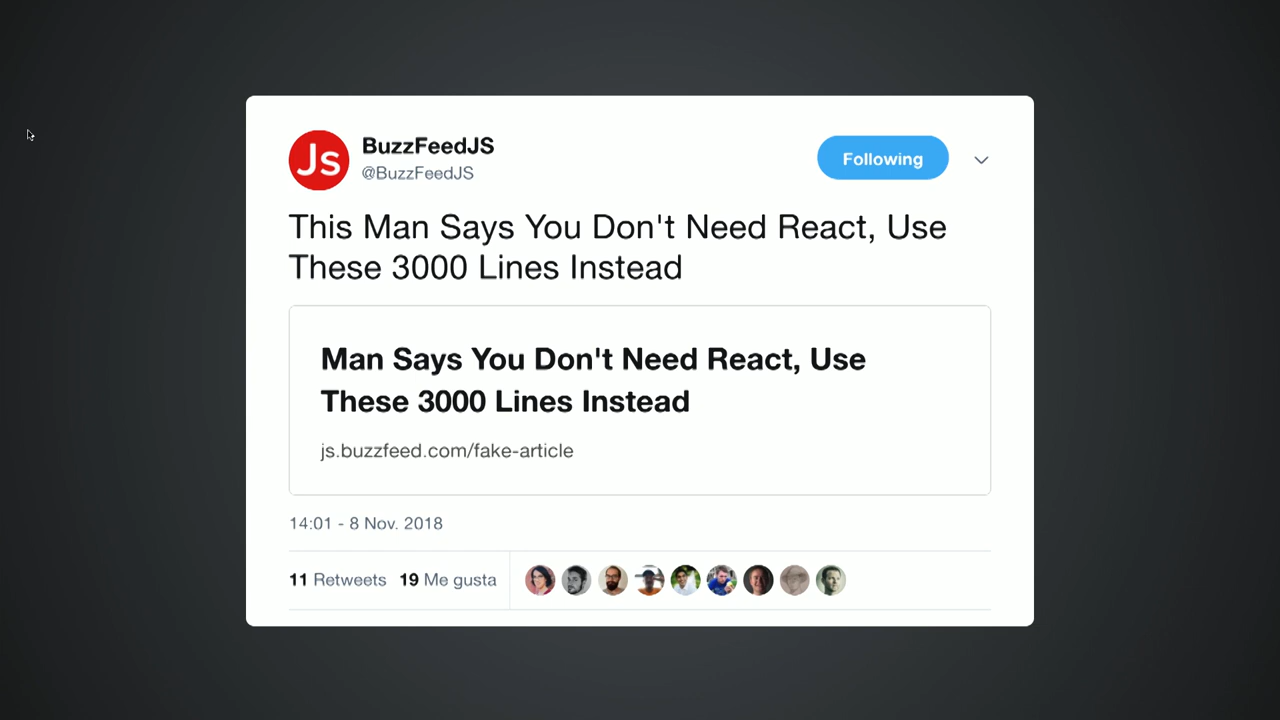 Js
BuzzFeedJS
@BuzzFeedJS
Following
This Man Says You Don't Need React, Use
These 3000 Lines Instead
Man Says You Don't Need React, Use
These 3000 Lines Instead
js.buzzfeed.com/fake-article
14:01 - 8 Nov. 2018
11 Retweets 19 Me gusta